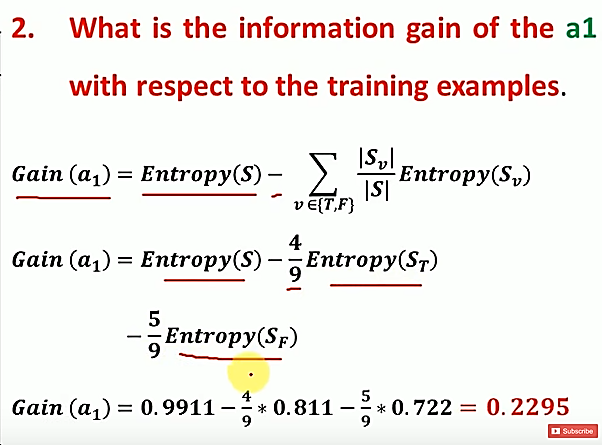 2. What is the information gain of the a1
with respect to the training examples.
Gain (a₁) = Entropy(S) − ∑ v ∈{T,F} |Sᵥ|/|S| Entropy(Sᵥ)
Gain (a₁) = Entropy(S) − 4/9 Entropy(S_T)
− 5/9 Entropy(S_F)
Gain (a₁) = 0.9911 − 4/9 * 0.811 − 5/9 * 0.722 = 0.2295
Subscribe